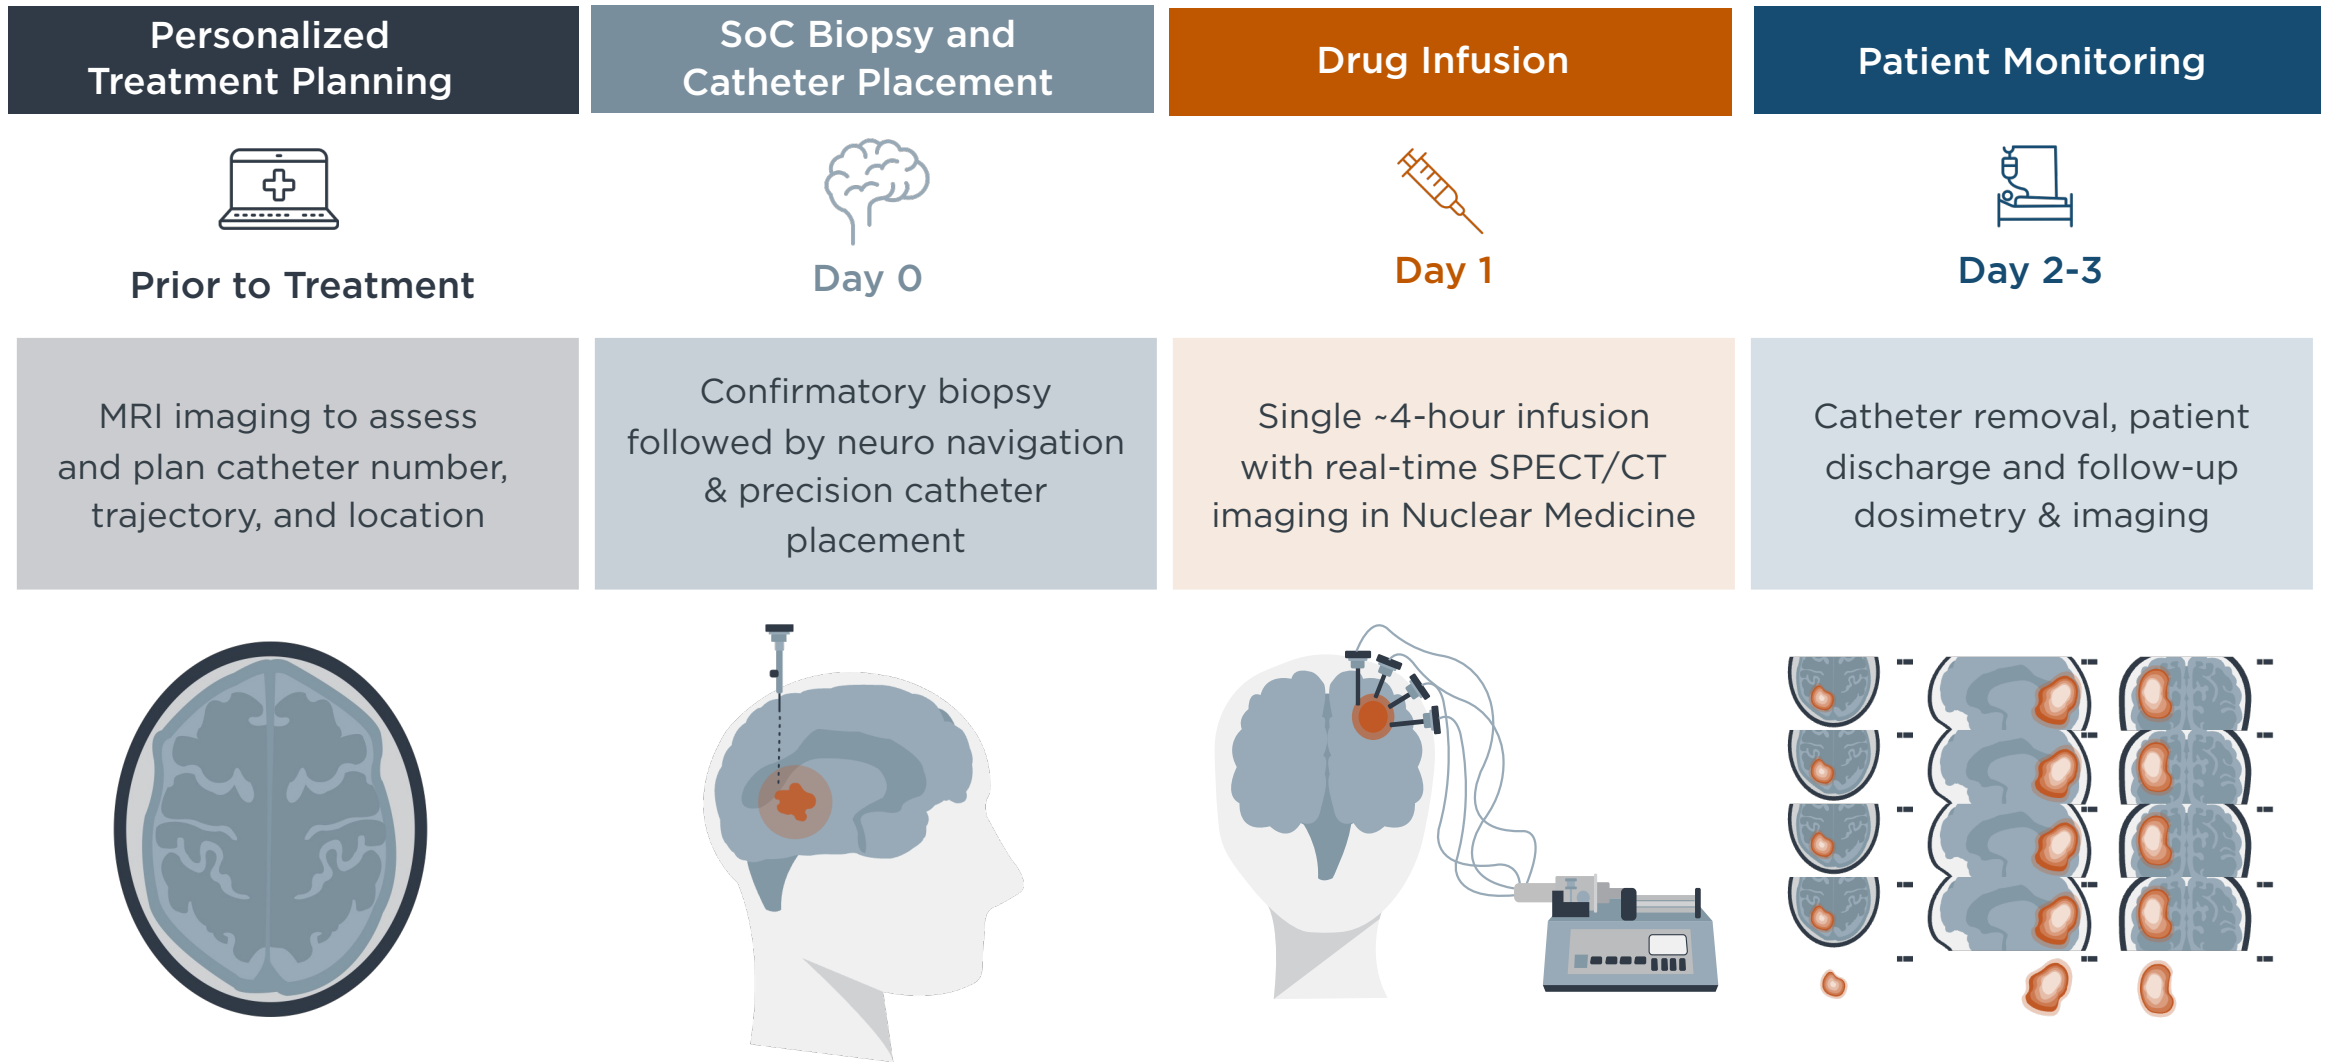 Personalized
Treatment Planning
Prior to Treatment
MRI imaging to assess
and plan catheter number,
trajectory, and location
SoC Biopsy and
Catheter Placement
Day 0
Confirmatory biopsy
followed by neuro navigation
& precision catheter
placement
Drug Infusion
Day 1
Single ~4-hour infusion
with real-time SPECT/CT
imaging in Nuclear Medicine
Patient Monitoring
Day 2-3
Catheter removal, patient
discharge and follow-up
dosimetry & imaging